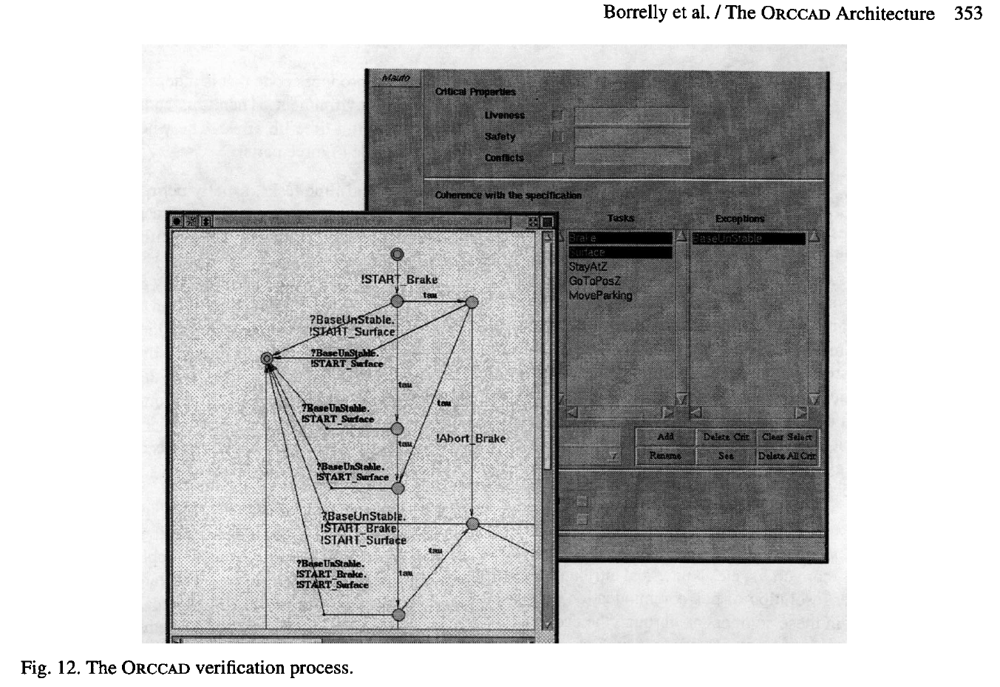 Borrelly et al. / The ORCCAD Architecture 353
Mauto
Critical Properties
Liveness
Safety
Conflicts
Coherence with the specification
Tasks
Exceptions
Brake
Surface
StayAtZ
GoToPosZ
MoveParking
BaseUnStable
Add
Delete Crit
Clear Select
Rename
See
Delete All Crit
!START_Brake
tau
?BaseUnStable.
!START_Surface
?BaseUnStable.
!START_Surface
tau
tau
?BaseUnStable.
!START_Surface
!Abort_Brake
tau
?BaseUnStable.
!START_Surface
?BaseUnStable.
!START_Brake.
!START_Surface
tau
?BaseUnStable.
!START_Brake.
!START_Surface
tau
Fig. 12. The ORCCAD verification process.